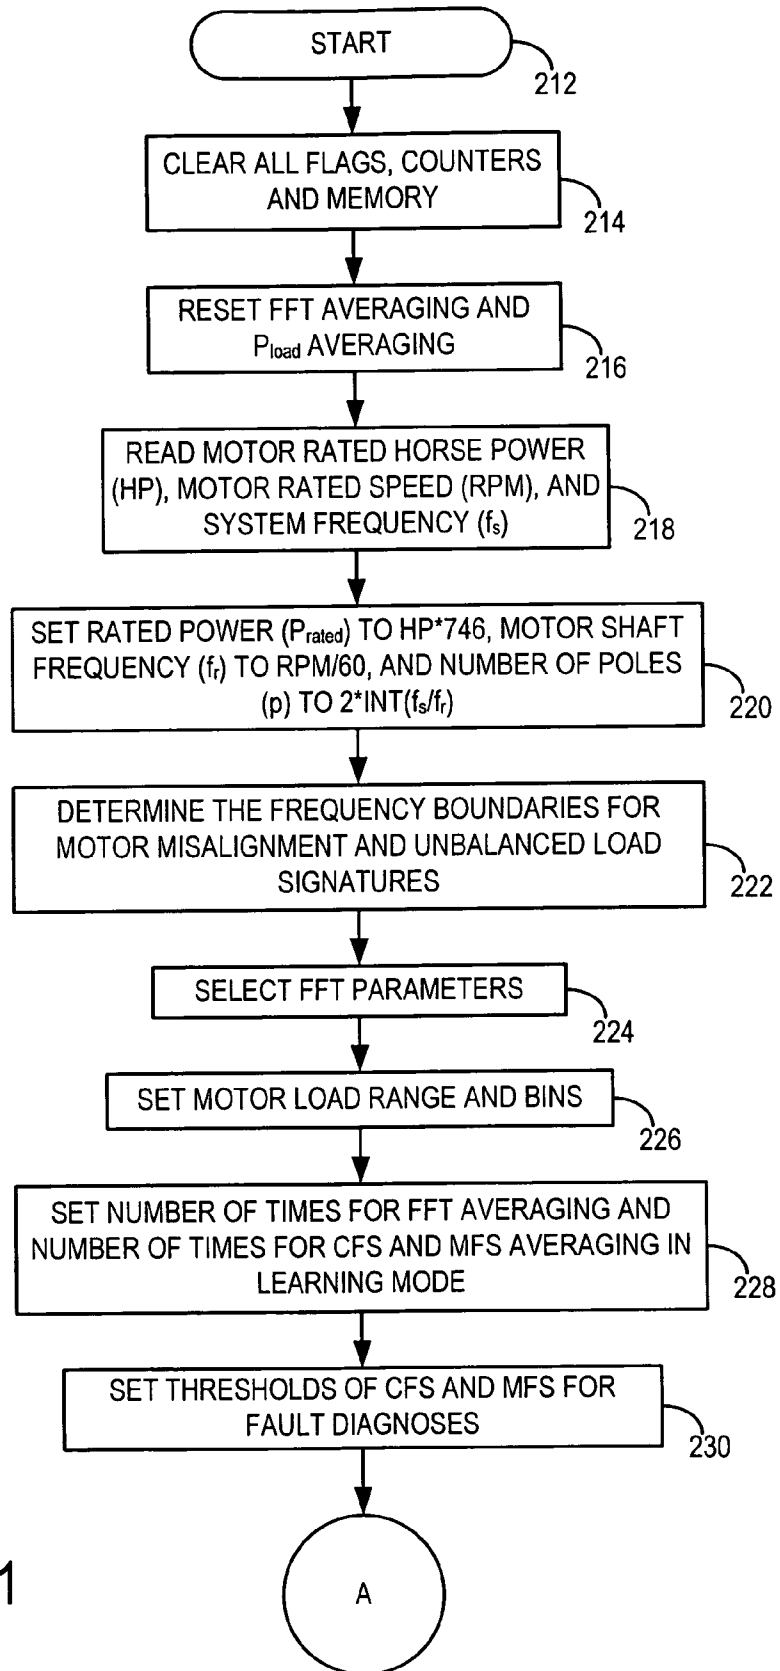 START
212
CLEAR ALL FLAGS, COUNTERS
AND MEMORY
214
RESET FFT AVERAGING AND
Pload AVERAGING
216
READ MOTOR RATED HORSE POWER
(HP), MOTOR RATED SPEED (RPM), AND
SYSTEM FREQUENCY (fs)
218
SET RATED POWER (Prated) TO HP*746, MOTOR SHAFT
FREQUENCY (fr) TO RPM/60, AND NUMBER OF POLES
(p) TO 2*INT(fs/fr)
220
DETERMINE THE FREQUENCY BOUNDARIES FOR
MOTOR MISALIGNMENT AND UNBALANCED LOAD
SIGNATURES
222
SELECT FFT PARAMETERS
224
SET MOTOR LOAD RANGE AND BINS
226
SET NUMBER OF TIMES FOR FFT AVERAGING AND
NUMBER OF TIMES FOR CFS AND MFS AVERAGING IN
LEARNING MODE
228
SET THRESHOLDS OF CFS AND MFS FOR
FAULT DIAGNOSES
230
A
1